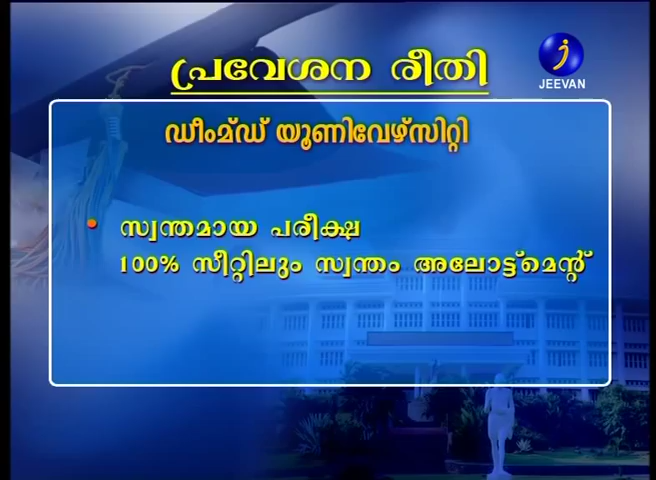 പ്രവേശന രീതി
JEEVAN
ഡീംമ്ഡ് യൂണിവേഴ്സിറ്റി
• സ്വന്തമായ പരീക്ഷ
100% സീറ്റിലും സ്വന്തം അലോട്ട്മെന്റ്